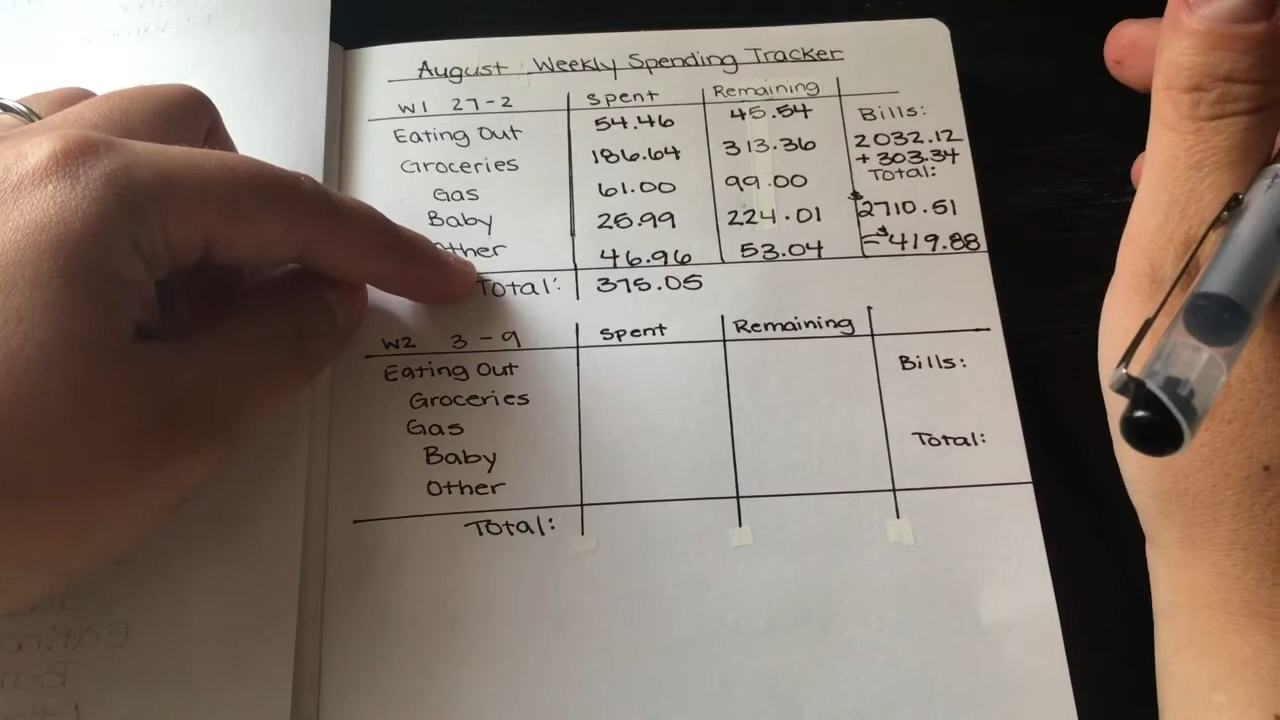 August Weekly Spending Tracker
W1 27-2 Spent Remaining
Eating Out 54.46 45.54 Bills:
Groceries 186.64 313.36 2032.12
+ 303.34
Gas 61.00 99.00 Total:
Baby 25.99 224.01 $2710.51
Other 46.96 53.04 =$419.88
Total: 375.05
W2 3-9 Spent Remaining
Eating Out Bills:
Groceries
Gas
Baby Total:
Other
Total: